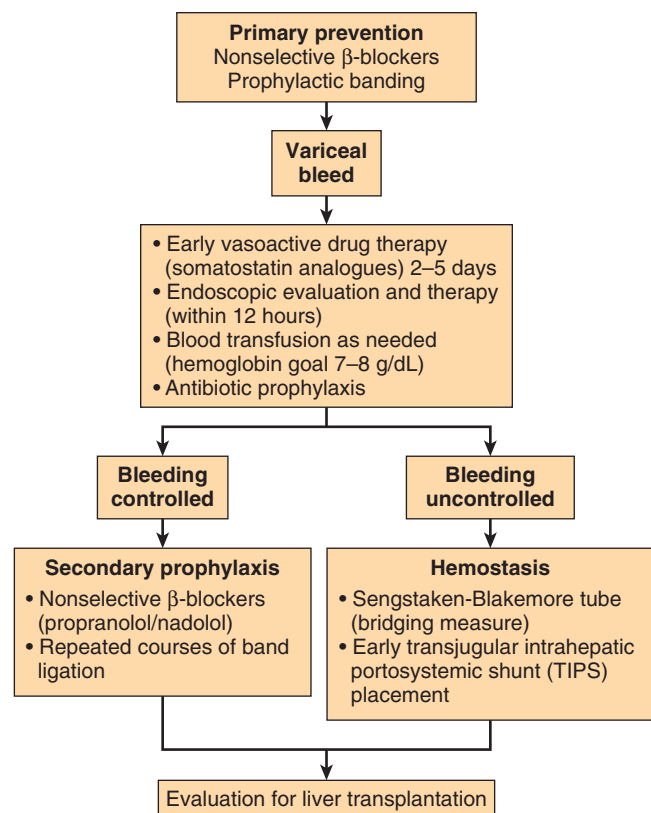 Primary prevention
Nonselective β-blockers
Prophylactic banding
Variceal
bleed
• Early vasoactive drug therapy
(somatostatin analogues) 2–5 days
• Endoscopic evaluation and therapy
(within 12 hours)
• Blood transfusion as needed
(hemoglobin goal 7–8 g/dL)
• Antibiotic prophylaxis
Bleeding
controlled
Bleeding
uncontrolled
Secondary prophylaxis
• Nonselective β-blockers
(propranolol/nadolol)
• Repeated courses of band
ligation
Hemostasis
• Sengstaken-Blakemore tube
(bridging measure)
• Early transjugular intrahepatic
portosystemic shunt (TIPS)
placement
Evaluation for liver transplantation